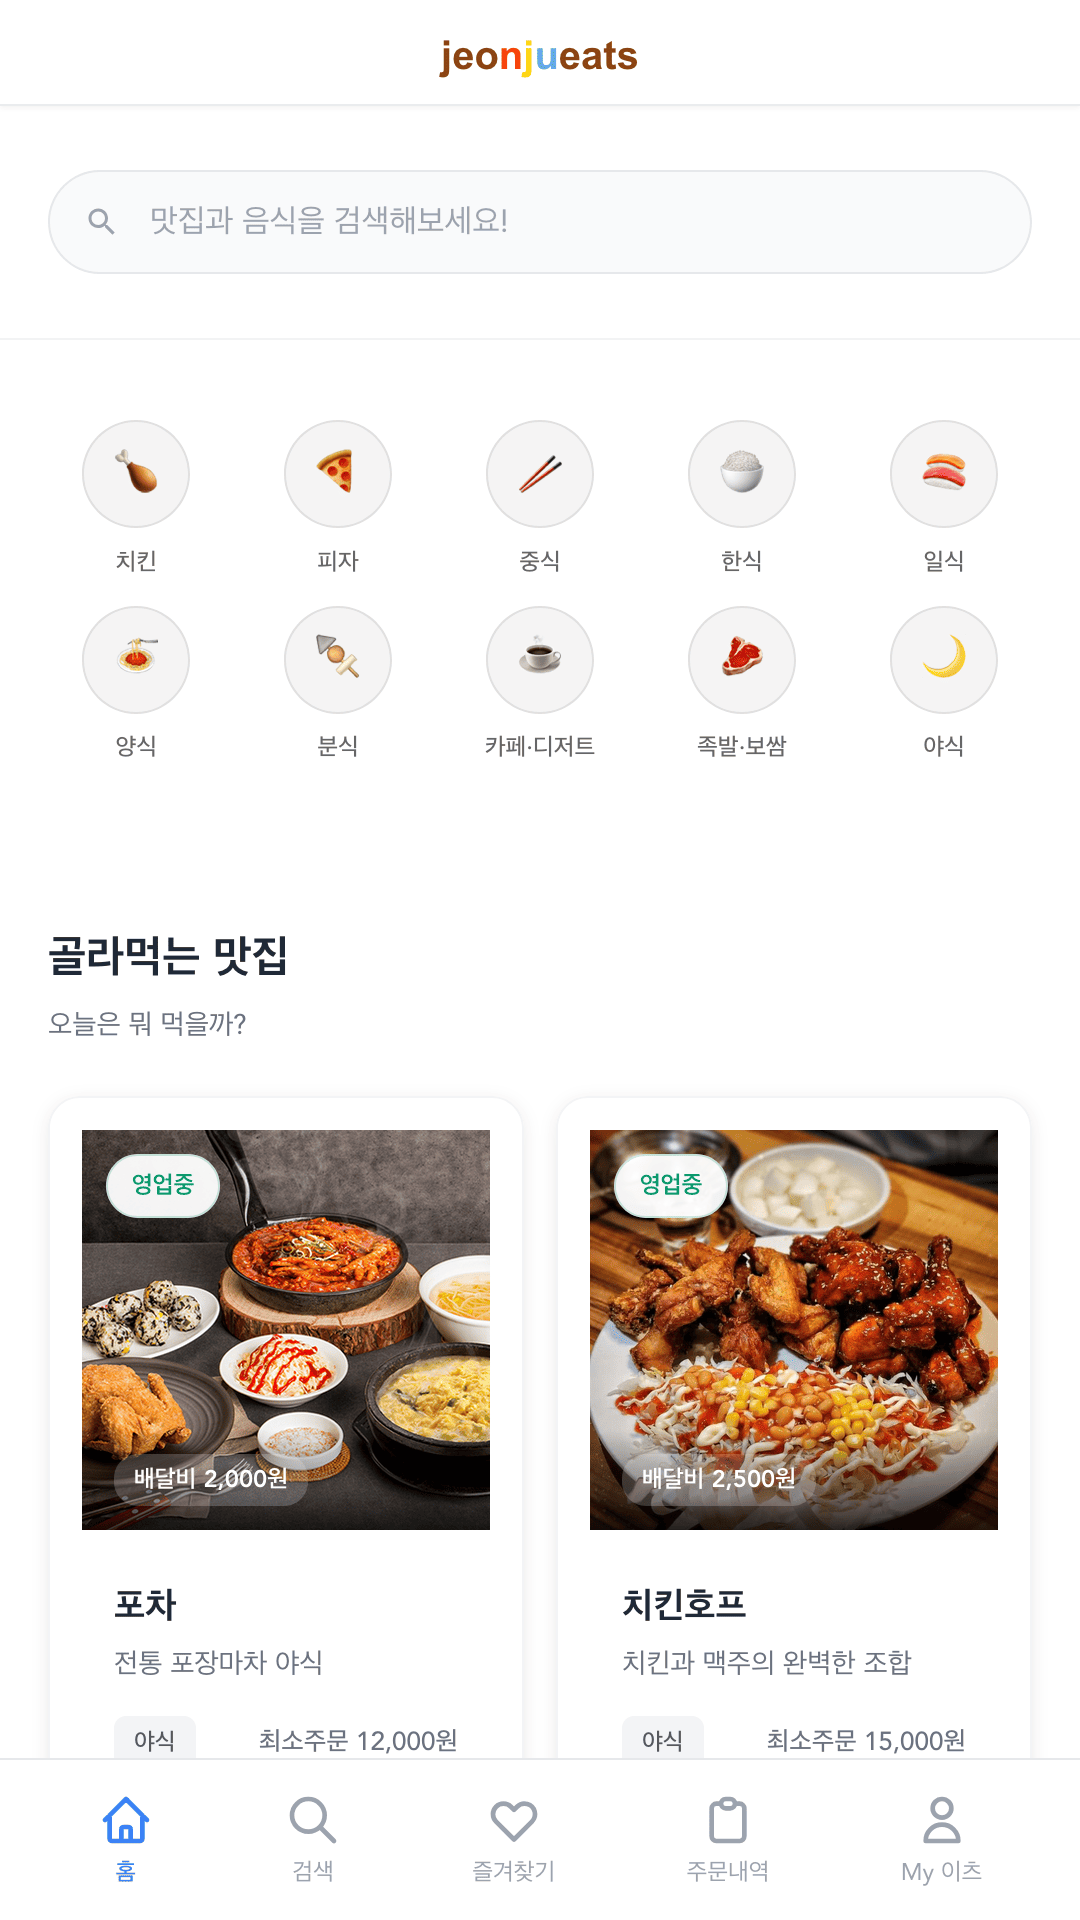 jeonjueats
맛집과 음식을 검색해보세요!
치킨 피자 중식 한식 일식
양식 분식 카페·디저트 족발·보쌈 야식
골라먹는 맛집
오늘은 뭐 먹을까?
영업중 영업중
배달비 2,000원 배달비 2,500원
포차 치킨호프
전통 포장마차 야식 치킨과 맥주의 완벽한 조합
야식 최소주문 12,000원 야식 최소주문 15,000원
홈 검색 즐겨찾기 주문내역 My 이츠